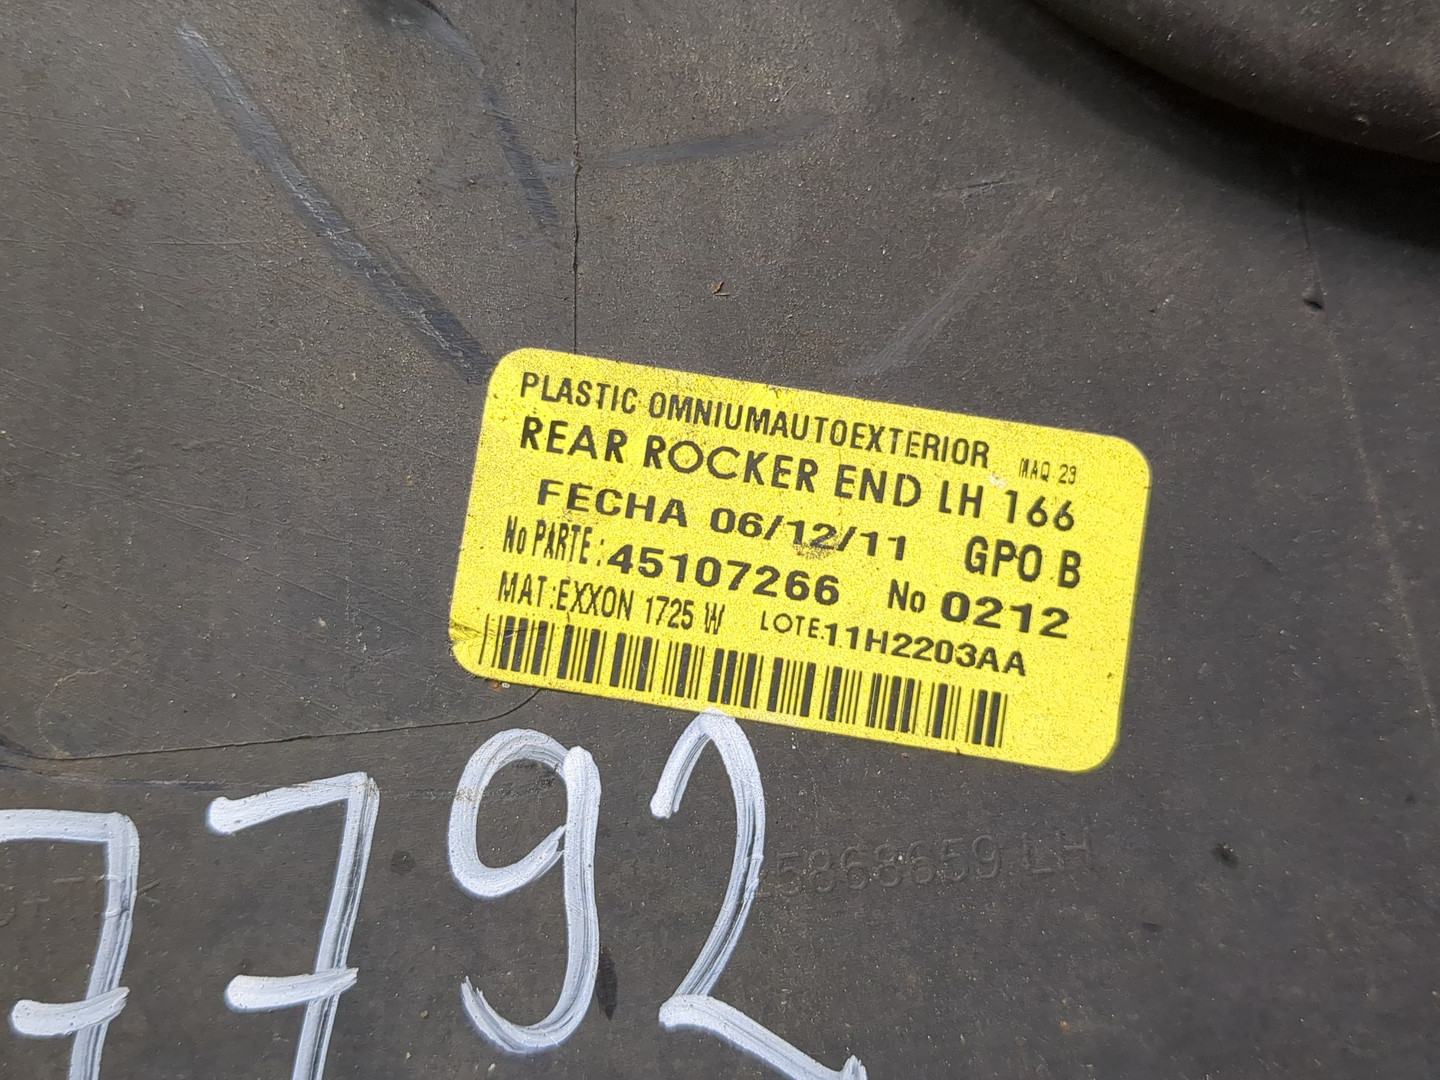 PLASTIC OMNIUMAUTOEXTERIOR MAQ 23
REAR ROCKER END LH 166
FECHA 06/12/11 GPO B
No PARTE: 45107266 No 0212
MAT:EXXON 1725 W LOTE:11H2203AA
25868659 LH
7792